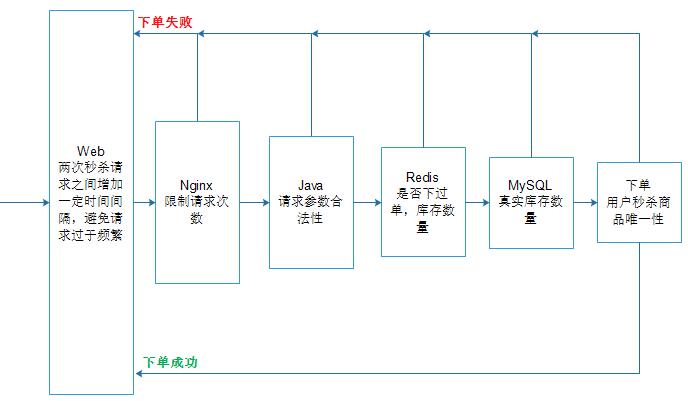 下单失败
Web
两次秒杀请
求之间增加
一定时间间
隔，避免请
求过于频繁
Nginx
限制请求次
数
Java
请求参数合
法性
Redis
是否下过
单，库存数
量
MySQL
真实库存数
量
下单
用户秒杀商
品唯一性
下单成功